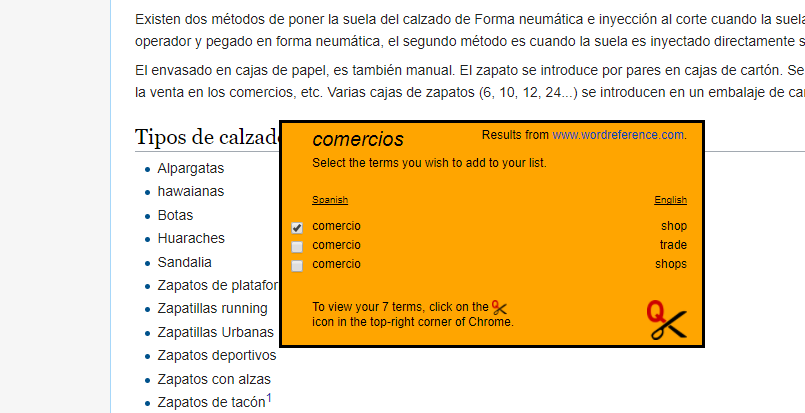 Existen dos métodos de poner la suela del calzado de Forma neumática e inyección al corte cuando la suela
operador y pegado en forma neumática, el segundo método es cuando la suela es inyectado directamente s
El envasado en cajas de papel, es también manual. El zapato se introduce por pares en cajas de cartón. Se
la venta en los comercios, etc. Varias cajas de zapatos (6, 10, 12, 24...) se introducen en un embalaje de ca
Tipos de calzado
Alpargatas
hawaianas
Botas
Huaraches
Sandalia
Zapatos de platafor
Zapatillas running
Zapatillas Urbanas
Zapatos deportivos
Zapatos con alzas
Zapatos de tacón1
comercios
Results from www.wordreference.com.
Select the terms you wish to add to your list.
Spanish English
comercio shop
comercio trade
comercio shops
To view your 7 terms, click on the
icon in the top-right corner of Chrome.
Q